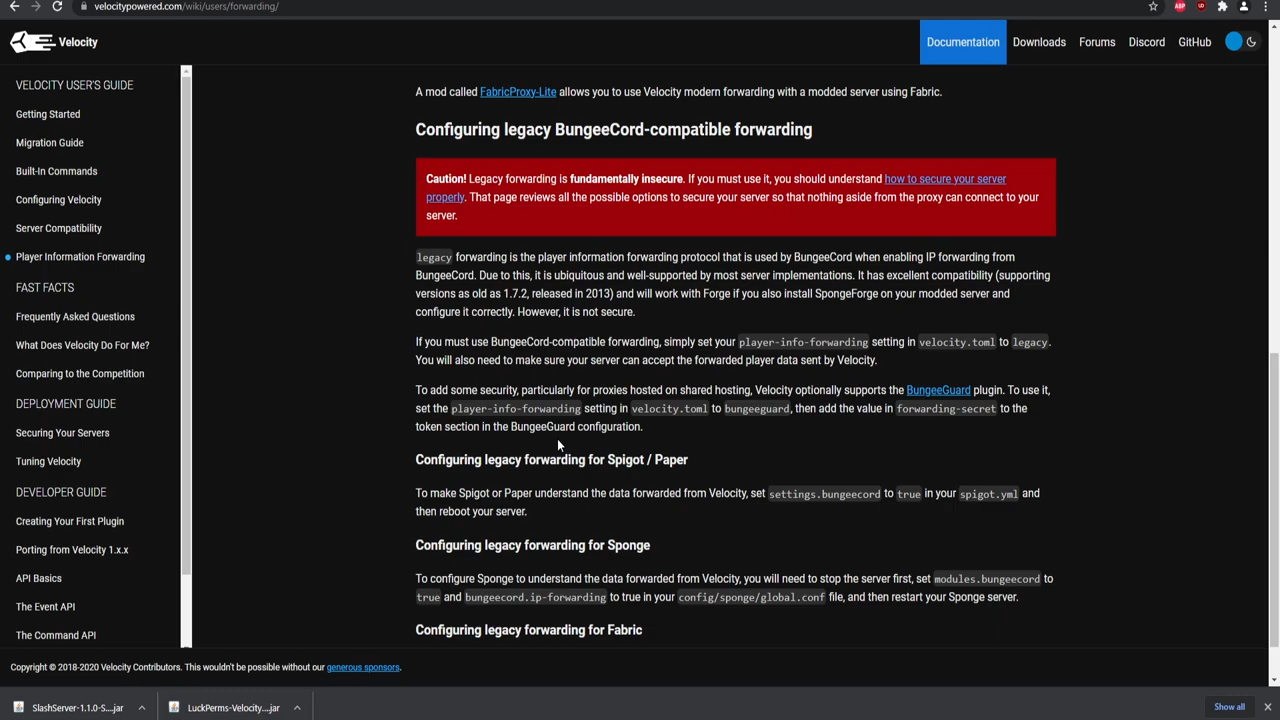 velocitypowered.com/wiki/users/forwarding/
ABP
Velocity
Documentation
Downloads
Forums
Discord
GitHub
VELOCITY USER'S GUIDE
Getting Started
Migration Guide
Built-In Commands
Configuring Velocity
Server Compatibility
Player Information Forwarding
FAST FACTS
Frequently Asked Questions
What Does Velocity Do For Me?
Comparing to the Competition
DEPLOYMENT GUIDE
Securing Your Servers
Tuning Velocity
DEVELOPER GUIDE
Creating Your First Plugin
Porting from Velocity 1.x.x
API Basics
The Event API
The Command API
A mod called FabricProxy-Lite allows you to use Velocity modern forwarding with a modded server using Fabric.
Configuring legacy BungeeCord-compatible forwarding
Caution! Legacy forwarding is fundamentally insecure. If you must use it, you should understand how to secure your server
properly. That page reviews all the possible options to secure your server so that nothing aside from the proxy can connect to your
server.
legacy forwarding is the player information forwarding protocol that is used by BungeeCord when enabling IP forwarding from
BungeeCord. Due to this, it is ubiquitous and well-supported by most server implementations. It has excellent compatibility (supporting
versions as old as 1.7.2, released in 2013) and will work with Forge if you also install SpongeForge on your modded server and
configure it correctly. However, it is not secure.
If you must use BungeeCord-compatible forwarding, simply set your player-info-forwarding setting in velocity.toml to legacy.
You will also need to make sure your server can accept the forwarded player data sent by Velocity.
To add some security, particularly for proxies hosted on shared hosting, Velocity optionally supports the BungeeGuard plugin. To use it,
set the player-info-forwarding setting in velocity.toml to bungeeguard, then add the value in forwarding-secret to the
token section in the BungeeGuard configuration.
Configuring legacy forwarding for Spigot / Paper
To make Spigot or Paper understand the data forwarded from Velocity, set settings.bungeecord to true in your spigot.yml and
then reboot your server.
Configuring legacy forwarding for Sponge
To configure Sponge to understand the data forwarded from Velocity, you will need to stop the server first, set modules.bungeecord to
true and bungeecord.ip-forwarding to true in your config/sponge/global.conf file, and then restart your Sponge server.
Configuring legacy forwarding for Fabric
Copyright © 2018-2020 Velocity Contributors. This wouldn't be possible without our generous sponsors.
SlashServer-1.1.0-S....jar
LuckPerms-Velocity....jar
Show all